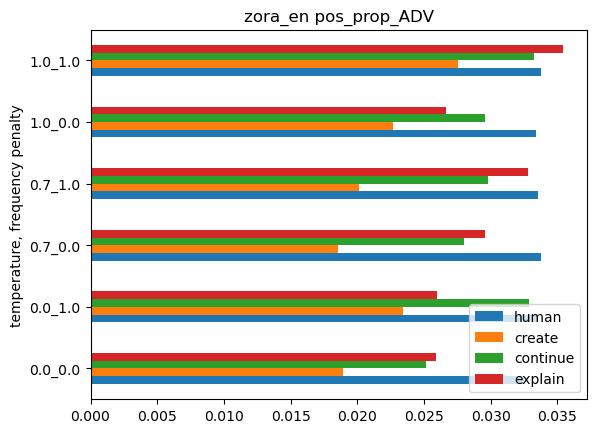 zora_en pos_prop_ADV
temperature, frequency penalty
1.0_1.0
1.0_0.0
0.7_1.0
0.7_0.0
0.0_1.0
0.0_0.0
human
create
continue
explain
0.000 0.005 0.010 0.015 0.020 0.025 0.030 0.035